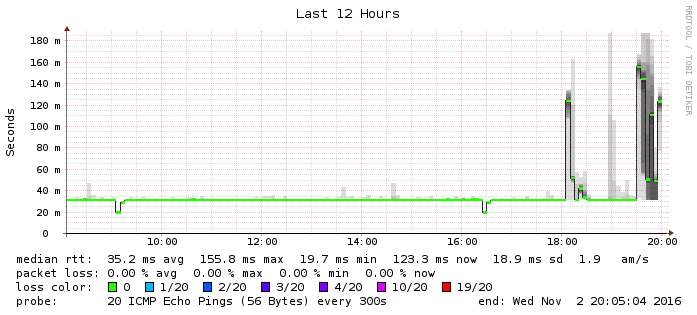 Last 12 Hours
RRDTOOL / TOBI OETIKER
Seconds
180 m
160 m
140 m
120 m
100 m
80 m
60 m
40 m
20 m
0
10:00 12:00 14:00 16:00 18:00 20:00
median rtt: 35.2 ms avg 155.8 ms max 19.7 ms min 123.3 ms now 18.9 ms sd 1.9 am/s
packet loss: 0.00 % avg 0.00 % max 0.00 % min 0.00 % now
loss color: 0 1/20 2/20 3/20 4/20 10/20 19/20
probe: 20 ICMP Echo Pings (56 Bytes) every 300s end: Wed Nov 2 20:05:04 2016